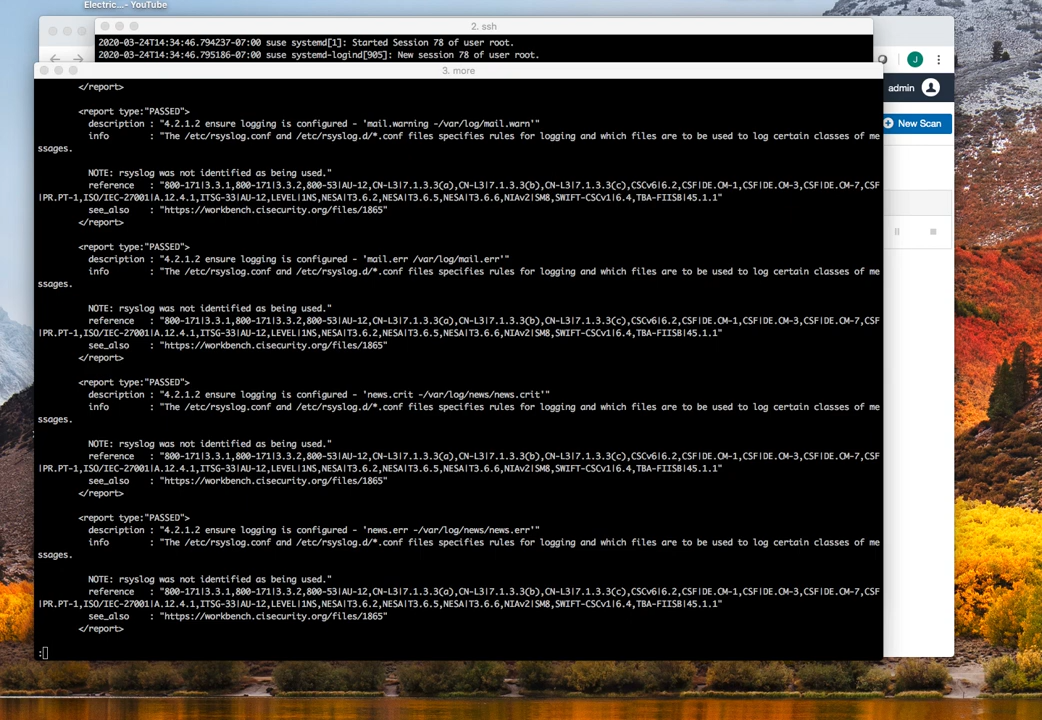 Electric...- YouTube
2. ssh
2020-03-24T14:34:46.794237-07:00 suse systemd[1]: Started Session 78 of user root.
2020-03-24T14:34:46.795186-07:00 suse systemd-logind[905]: New session 78 of user root.
J
3. more
admin
New Scan
</report>
<report type:"PASSED">
description : "4.2.1.2 ensure logging is configured - 'mail.warning -/var/log/mail.warn'"
info : "The /etc/rsyslog.conf and /etc/rsyslog.d/*.conf files specifies rules for logging and which files are to be used to log certain classes of me
ssages.
NOTE: rsyslog was not identified as being used."
reference : "800-171|3.3.1,800-171|3.3.2,800-53|AU-12,CN-L3|7.1.3.3(a),CN-L3|7.1.3.3(b),CN-L3|7.1.3.3(c),CSCv6|6.2,CSF|DE.CM-1,CSF|DE.CM-3,CSF|DE.CM-7,CSF
|PR.PT-1,ISO/IEC-27001|A.12.4.1,ITSG-33|AU-12,LEVEL|1NS,NESA|T3.6.2,NESA|T3.6.5,NESA|T3.6.6,NIAv2|SM8,SWIFT-CSCv1|6.4,TBA-FIISB|45.1.1"
see_also : "https://workbench.cisecurity.org/files/1865"
</report>
<report type:"PASSED">
description : "4.2.1.2 ensure logging is configured - 'mail.err /var/log/mail.err'"
info : "The /etc/rsyslog.conf and /etc/rsyslog.d/*.conf files specifies rules for logging and which files are to be used to log certain classes of me
ssages.
NOTE: rsyslog was not identified as being used."
reference : "800-171|3.3.1,800-171|3.3.2,800-53|AU-12,CN-L3|7.1.3.3(a),CN-L3|7.1.3.3(b),CN-L3|7.1.3.3(c),CSCv6|6.2,CSF|DE.CM-1,CSF|DE.CM-3,CSF|DE.CM-7,CSF
|PR.PT-1,ISO/IEC-27001|A.12.4.1,ITSG-33|AU-12,LEVEL|1NS,NESA|T3.6.2,NESA|T3.6.5,NESA|T3.6.6,NIAv2|SM8,SWIFT-CSCv1|6.4,TBA-FIISB|45.1.1"
see_also : "https://workbench.cisecurity.org/files/1865"
</report>
<report type:"PASSED">
description : "4.2.1.2 ensure logging is configured - 'news.crit -/var/log/news/news.crit'"
info : "The /etc/rsyslog.conf and /etc/rsyslog.d/*.conf files specifies rules for logging and which files are to be used to log certain classes of me
ssages.
NOTE: rsyslog was not identified as being used."
reference : "800-171|3.3.1,800-171|3.3.2,800-53|AU-12,CN-L3|7.1.3.3(a),CN-L3|7.1.3.3(b),CN-L3|7.1.3.3(c),CSCv6|6.2,CSF|DE.CM-1,CSF|DE.CM-3,CSF|DE.CM-7,CSF
|PR.PT-1,ISO/IEC-27001|A.12.4.1,ITSG-33|AU-12,LEVEL|1NS,NESA|T3.6.2,NESA|T3.6.5,NESA|T3.6.6,NIAv2|SM8,SWIFT-CSCv1|6.4,TBA-FIISB|45.1.1"
see_also : "https://workbench.cisecurity.org/files/1865"
</report>
<report type:"PASSED">
description : "4.2.1.2 ensure logging is configured - 'news.err -/var/log/news/news.err'"
info : "The /etc/rsyslog.conf and /etc/rsyslog.d/*.conf files specifies rules for logging and which files are to be used to log certain classes of me
ssages.
NOTE: rsyslog was not identified as being used."
reference : "800-171|3.3.1,800-171|3.3.2,800-53|AU-12,CN-L3|7.1.3.3(a),CN-L3|7.1.3.3(b),CN-L3|7.1.3.3(c),CSCv6|6.2,CSF|DE.CM-1,CSF|DE.CM-3,CSF|DE.CM-7,CSF
|PR.PT-1,ISO/IEC-27001|A.12.4.1,ITSG-33|AU-12,LEVEL|1NS,NESA|T3.6.2,NESA|T3.6.5,NESA|T3.6.6,NIAv2|SM8,SWIFT-CSCv1|6.4,TBA-FIISB|45.1.1"
see_also : "https://workbench.cisecurity.org/files/1865"
</report>
: